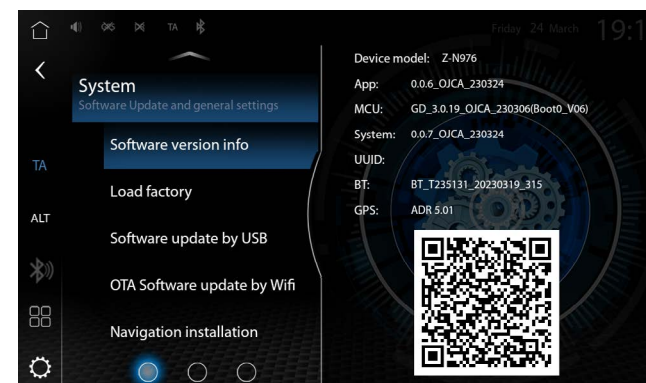 TA
Friday 24 March 19:1
System
Software Update and general settings
Software version info
Load factory
Software update by USB
OTA Software update by Wifi
Navigation installation
TA
ALT
Device model: Z-N976
App: 0.0.6_OJCA_230324
MCU: GD_3.0.19_OJCA_230306(Boot0_V06)
System: 0.0.7_OJCA_230324
UUID:
BT: BT_T235131_20230319_315
GPS: ADR 5.01